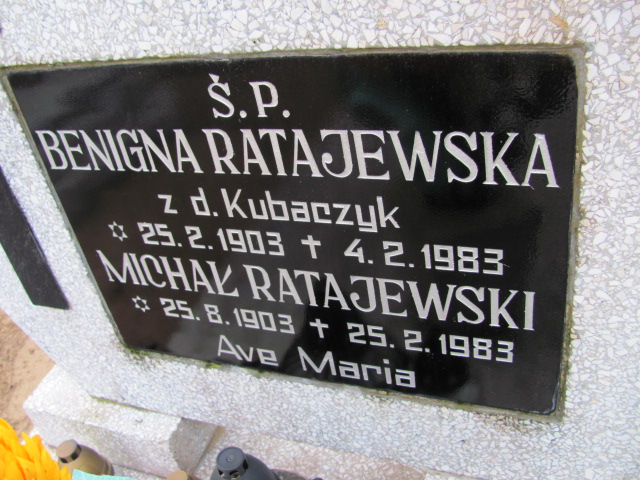 Ś.P.
BENIGNA RATAJEWSKA
z d. Kubaczyk
✡ 25.2.1903 ✝ 4.2.1983
MICHAŁ RATAJEWSKI
✡ 25.8.1903 ✝ 25.2.1983
Ave Maria